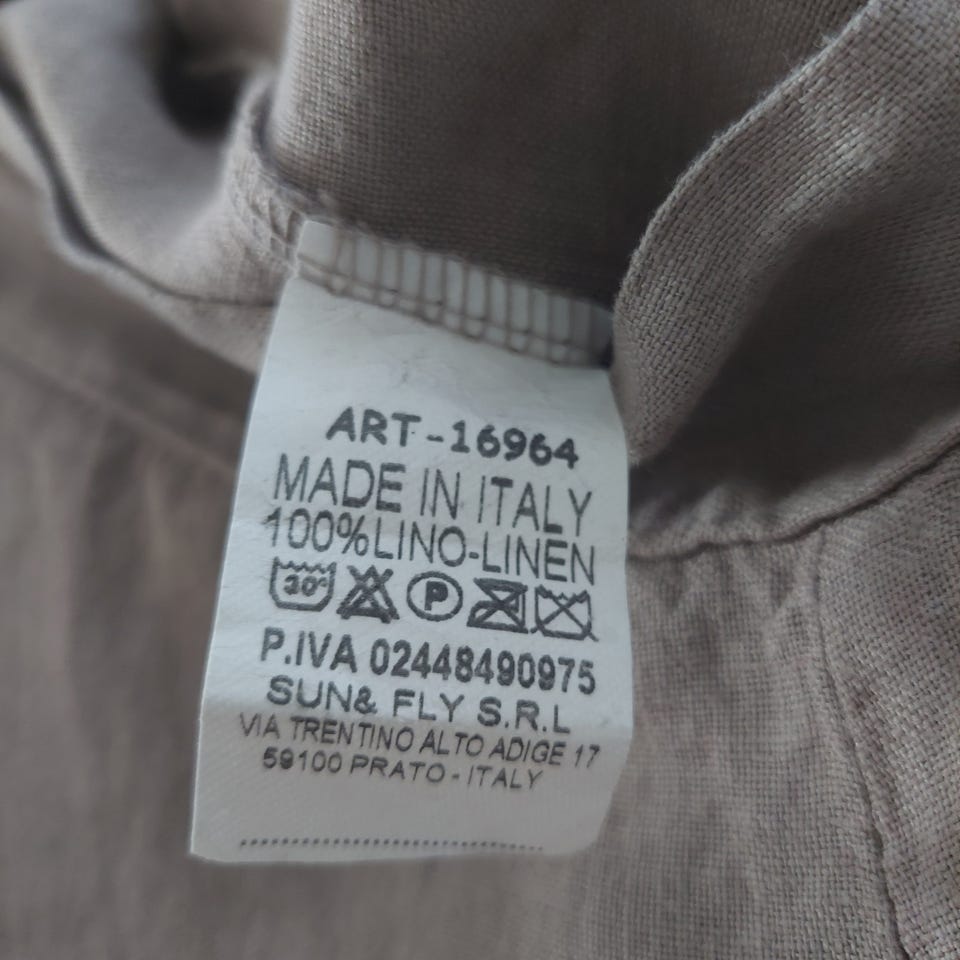 ART-16964
MADE IN ITALY
100%LINO-LINEN
30° P
P.IVA 02448490975
SUN& FLY S.R.L
VIA TRENTINO ALTO ADIGE 17
59100 PRATO - ITALY